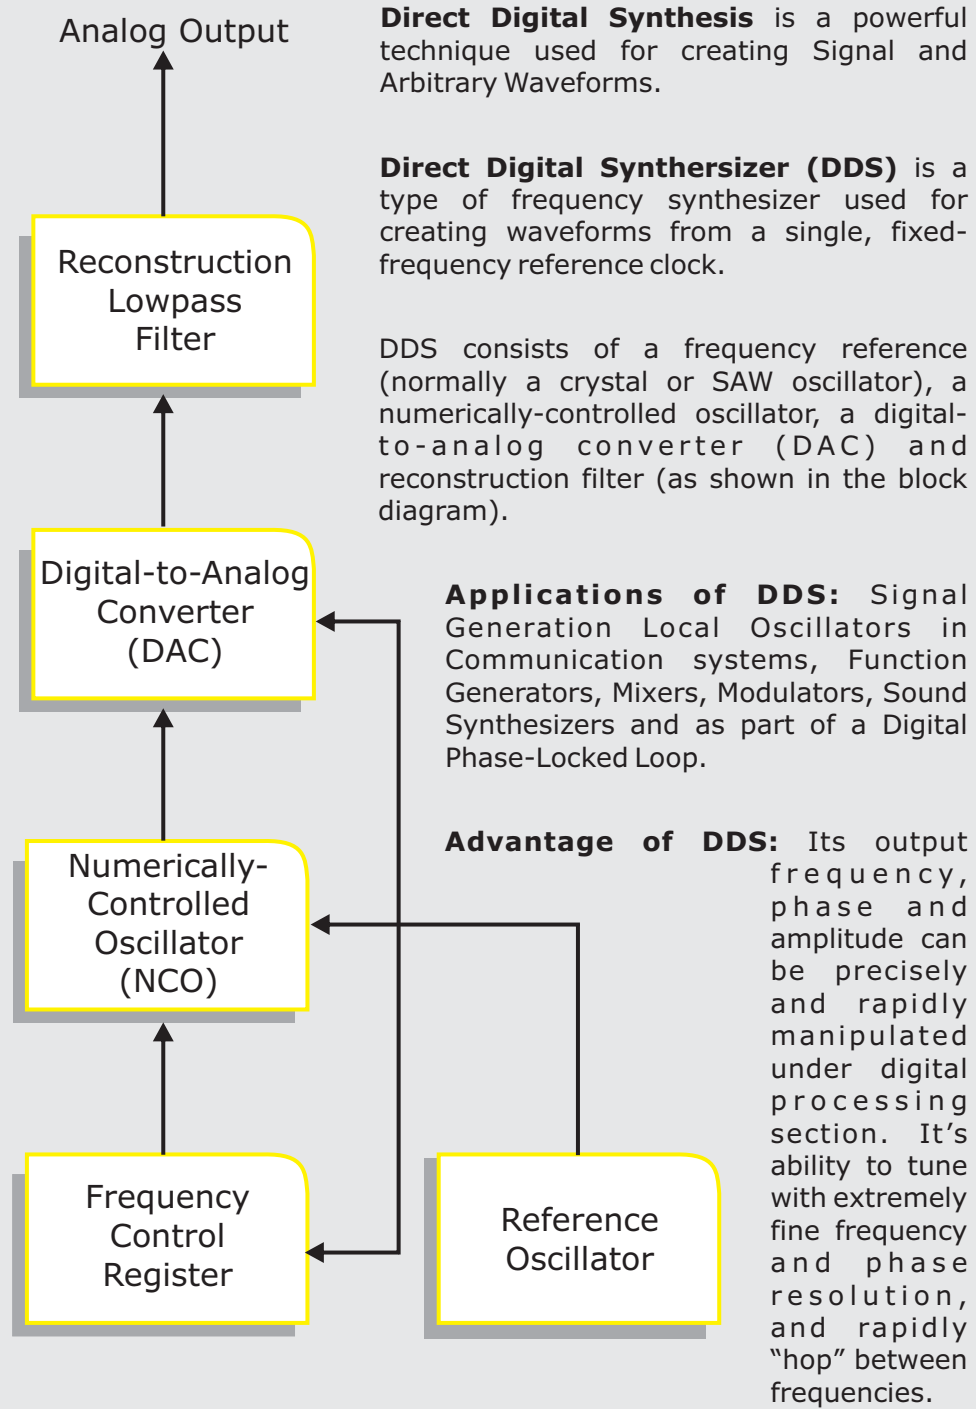 Analog Output
Reconstruction
Lowpass
Filter
Digital-to-Analog
Converter
(DAC)
Numerically-
Controlled
Oscillator
(NCO)
Frequency
Control
Register
Reference
Oscillator
Direct Digital Synthesis is a powerful
technique used for creating Signal and
Arbitrary Waveforms.
Direct Digital Synthersizer (DDS) is a
type of frequency synthesizer used for
creating waveforms from a single, fixed-
frequency reference clock.
DDS consists of a frequency reference
(normally a crystal or SAW oscillator), a
numerically-controlled oscillator, a digital-
to-analog converter (DAC) and
reconstruction filter (as shown in the block
diagram).
Applications of DDS: Signal
Generation Local Oscillators in
Communication systems, Function
Generators, Mixers, Modulators, Sound
Synthesizers and as part of a Digital
Phase-Locked Loop.
Advantage of DDS: Its output
frequency,
phase and
amplitude can
be precisely
and rapidly
manipulated
under digital
processing
section. It’s
ability to tune
with extremely
fine frequency
and phase
resolution,
and rapidly
“hop” between
frequencies.